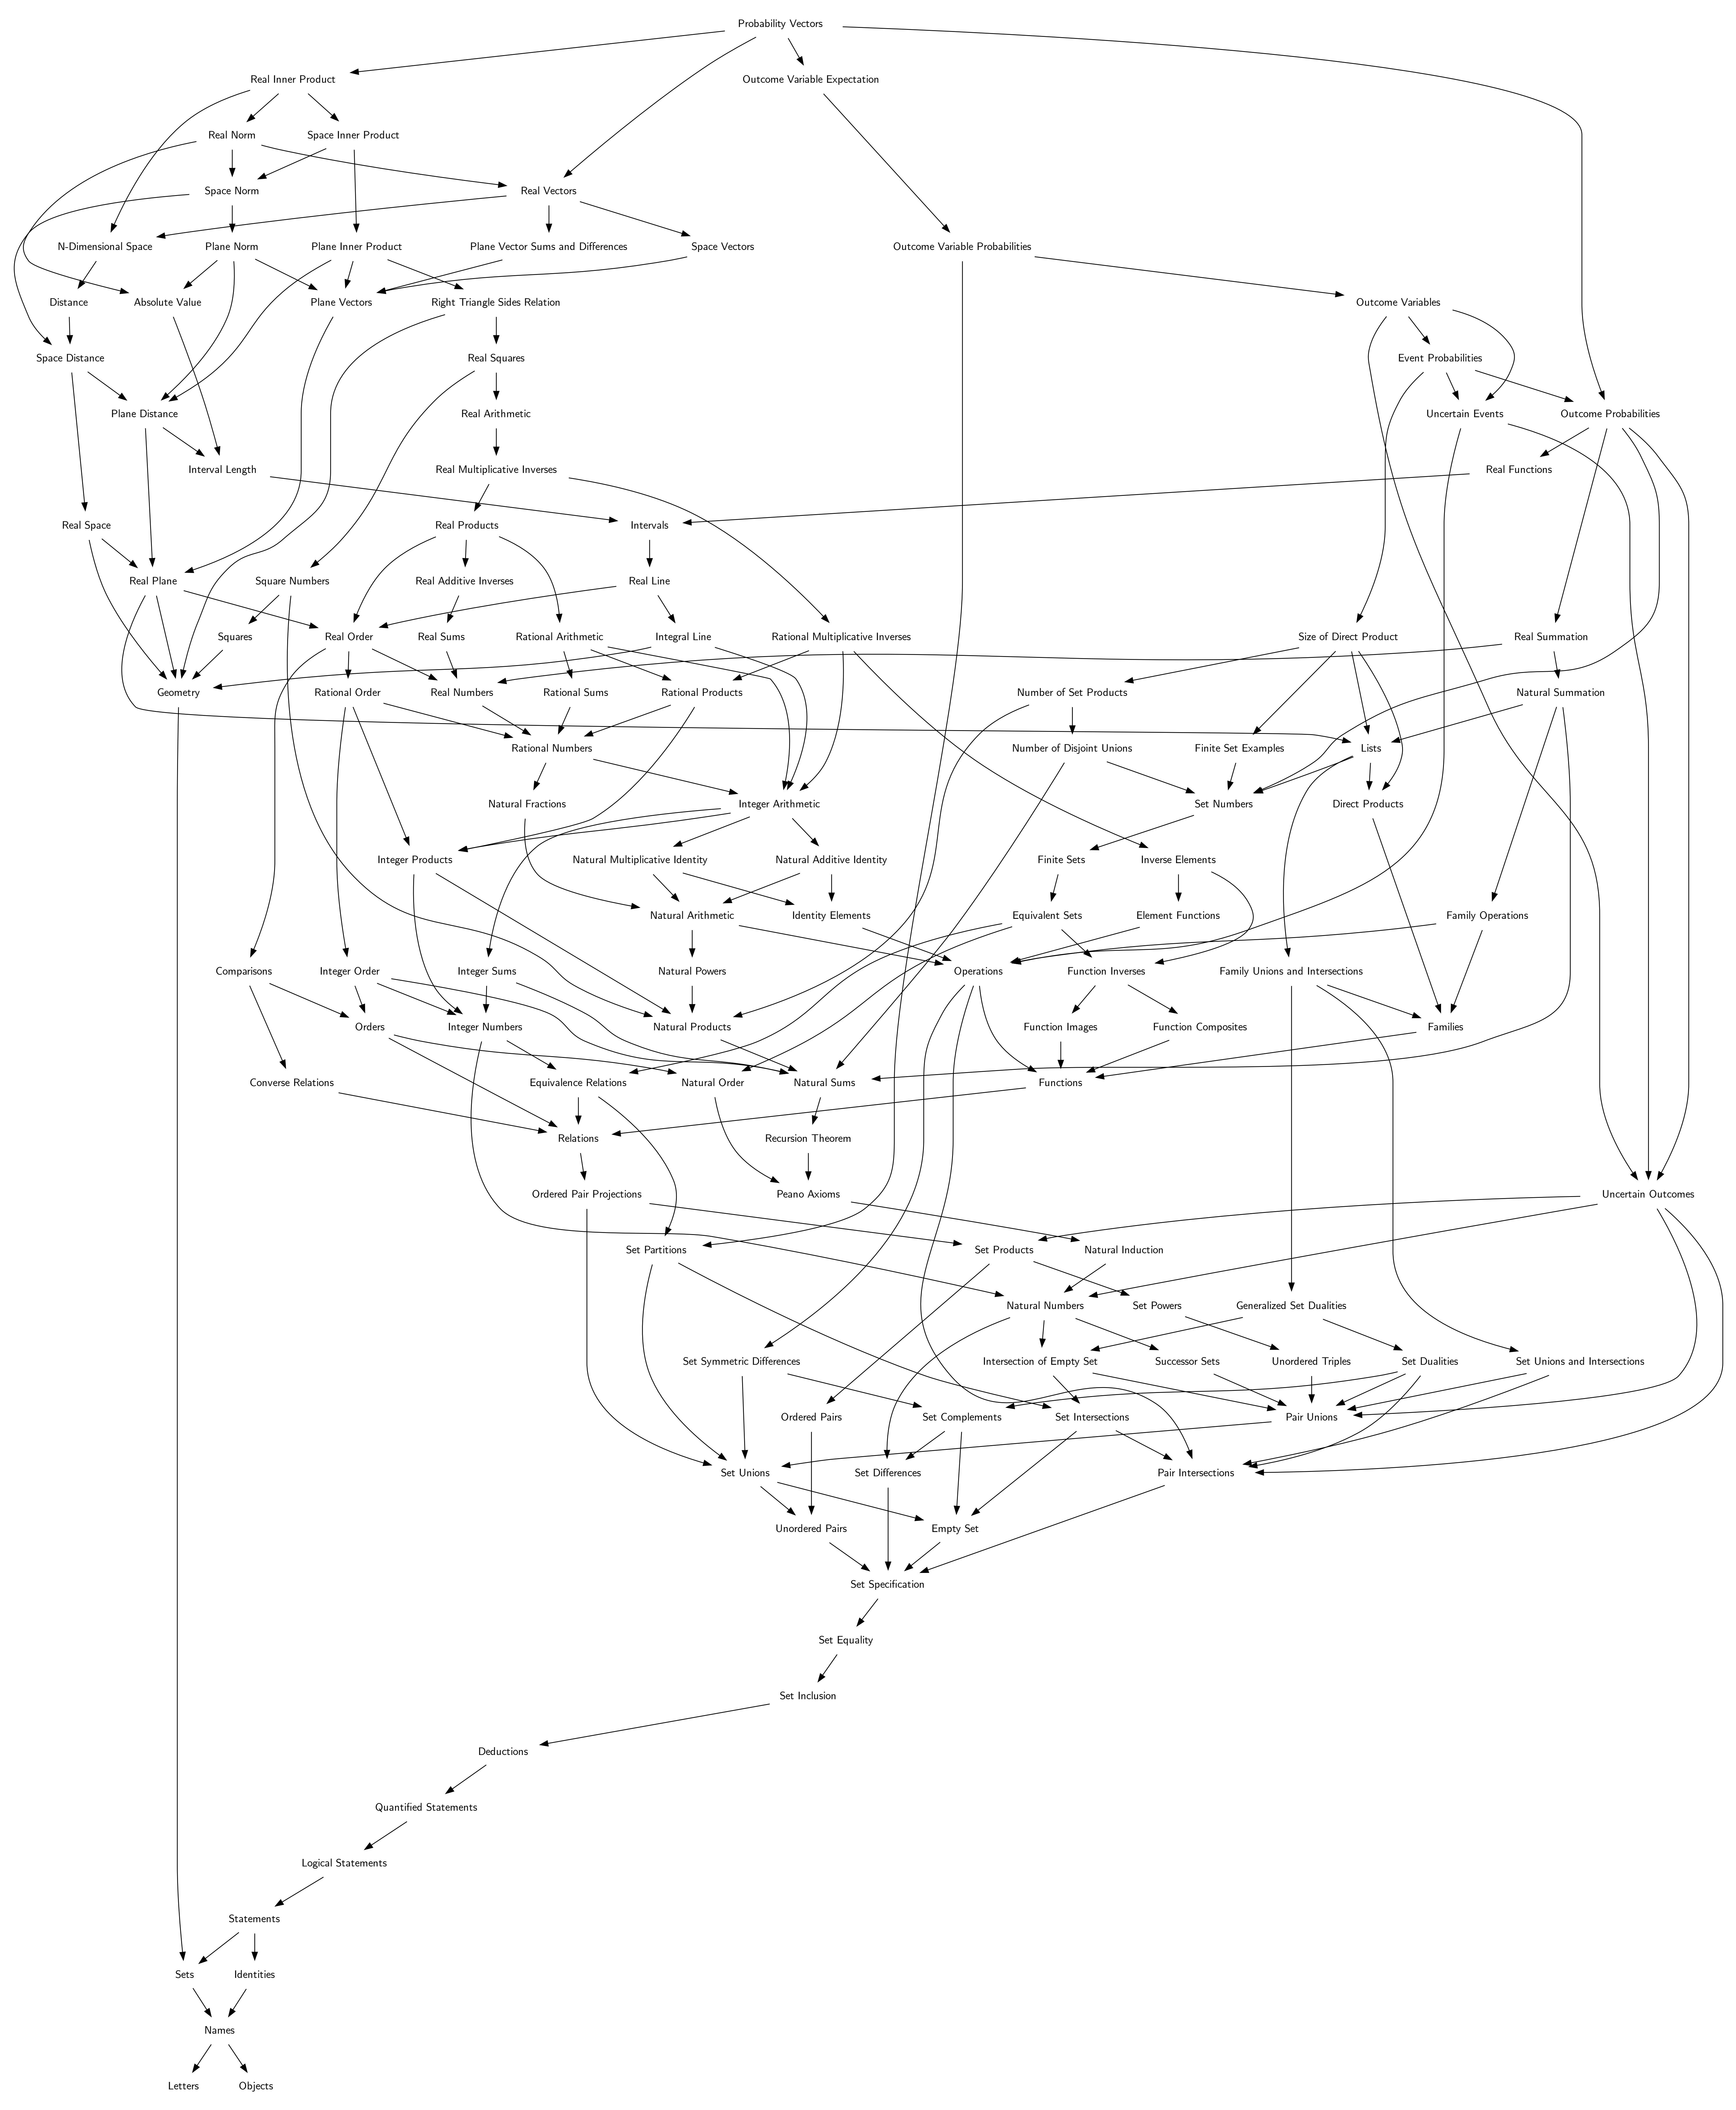 Probability Vectors
Real Inner Product
Outcome Variable Expectation
Real Norm
Space Inner Product
Space Norm
Real Vectors
N-Dimensional Space
Plane Norm
Plane Inner Product
Plane Vector Sums and Differences
Space Vectors
Outcome Variable Probabilities
Distance
Absolute Value
Plane Vectors
Right Triangle Sides Relation
Outcome Variables
Space Distance
Real Squares
Event Probabilities
Plane Distance
Real Arithmetic
Uncertain Events
Outcome Probabilities
Interval Length
Real Multiplicative Inverses
Real Functions
Real Space
Real Products
Intervals
Real Plane
Square Numbers
Real Additive Inverses
Real Line
Squares
Real Order
Real Sums
Rational Arithmetic
Integral Line
Rational Multiplicative Inverses
Size of Direct Product
Real Summation
Geometry
Rational Order
Real Numbers
Rational Sums
Rational Products
Number of Set Products
Natural Summation
Rational Numbers
Number of Disjoint Unions
Finite Set Examples
Lists
Natural Fractions
Integer Arithmetic
Set Numbers
Direct Products
Integer Products
Natural Multiplicative Identity
Natural Additive Identity
Finite Sets
Inverse Elements
Natural Arithmetic
Identity Elements
Equivalent Sets
Element Functions
Family Operations
Comparisons
Integer Order
Integer Sums
Natural Powers
Operations
Function Inverses
Family Unions and Intersections
Orders
Integer Numbers
Natural Products
Function Images
Function Composites
Families
Converse Relations
Equivalence Relations
Natural Order
Natural Sums
Functions
Relations
Recursion Theorem
Ordered Pair Projections
Peano Axioms
Uncertain Outcomes
Set Partitions
Set Products
Natural Induction
Natural Numbers
Set Powers
Generalized Set Dualities
Set Symmetric Differences
Intersection of Empty Set
Successor Sets
Unordered Triples
Set Dualities
Set Unions and Intersections
Ordered Pairs
Set Complements
Set Intersections
Pair Unions
Set Unions
Set Differences
Pair Intersections
Unordered Pairs
Empty Set
Set Specification
Set Equality
Set Inclusion
Deductions
Quantified Statements
Logical Statements
Statements
Sets
Identities
Names
Letters
Objects